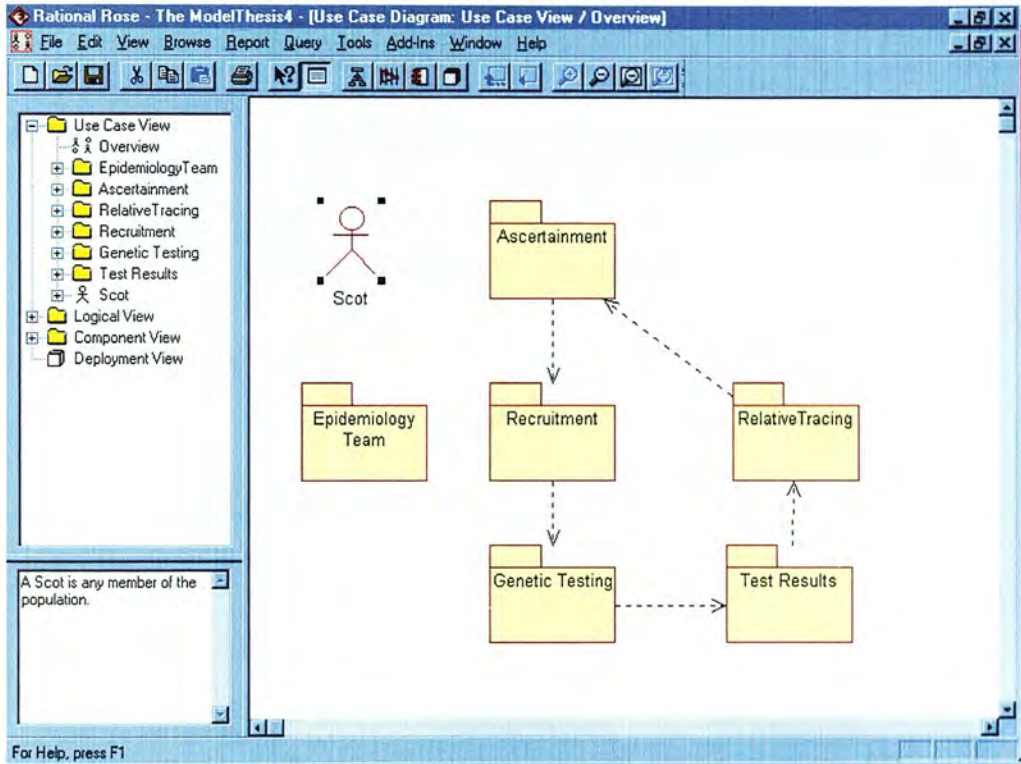 Rational Rose - The ModelThesis4 - [Use Case Diagram: Use Case View / Overview]
File Edit View Browse Report Query Tools Add-Ins Window Help
Use Case View
Overview
EpidemiologyTeam
Ascertainment
RelativeTracing
Recruitment
Genetic Testing
Test Results
Scot
Logical View
Component View
Deployment View
A Scot is any member of the
population.
Scot
Ascertainment
Epidemiology
Team
Recruitment
RelativeTracing
Genetic Testing
Test Results
For Help, press F1